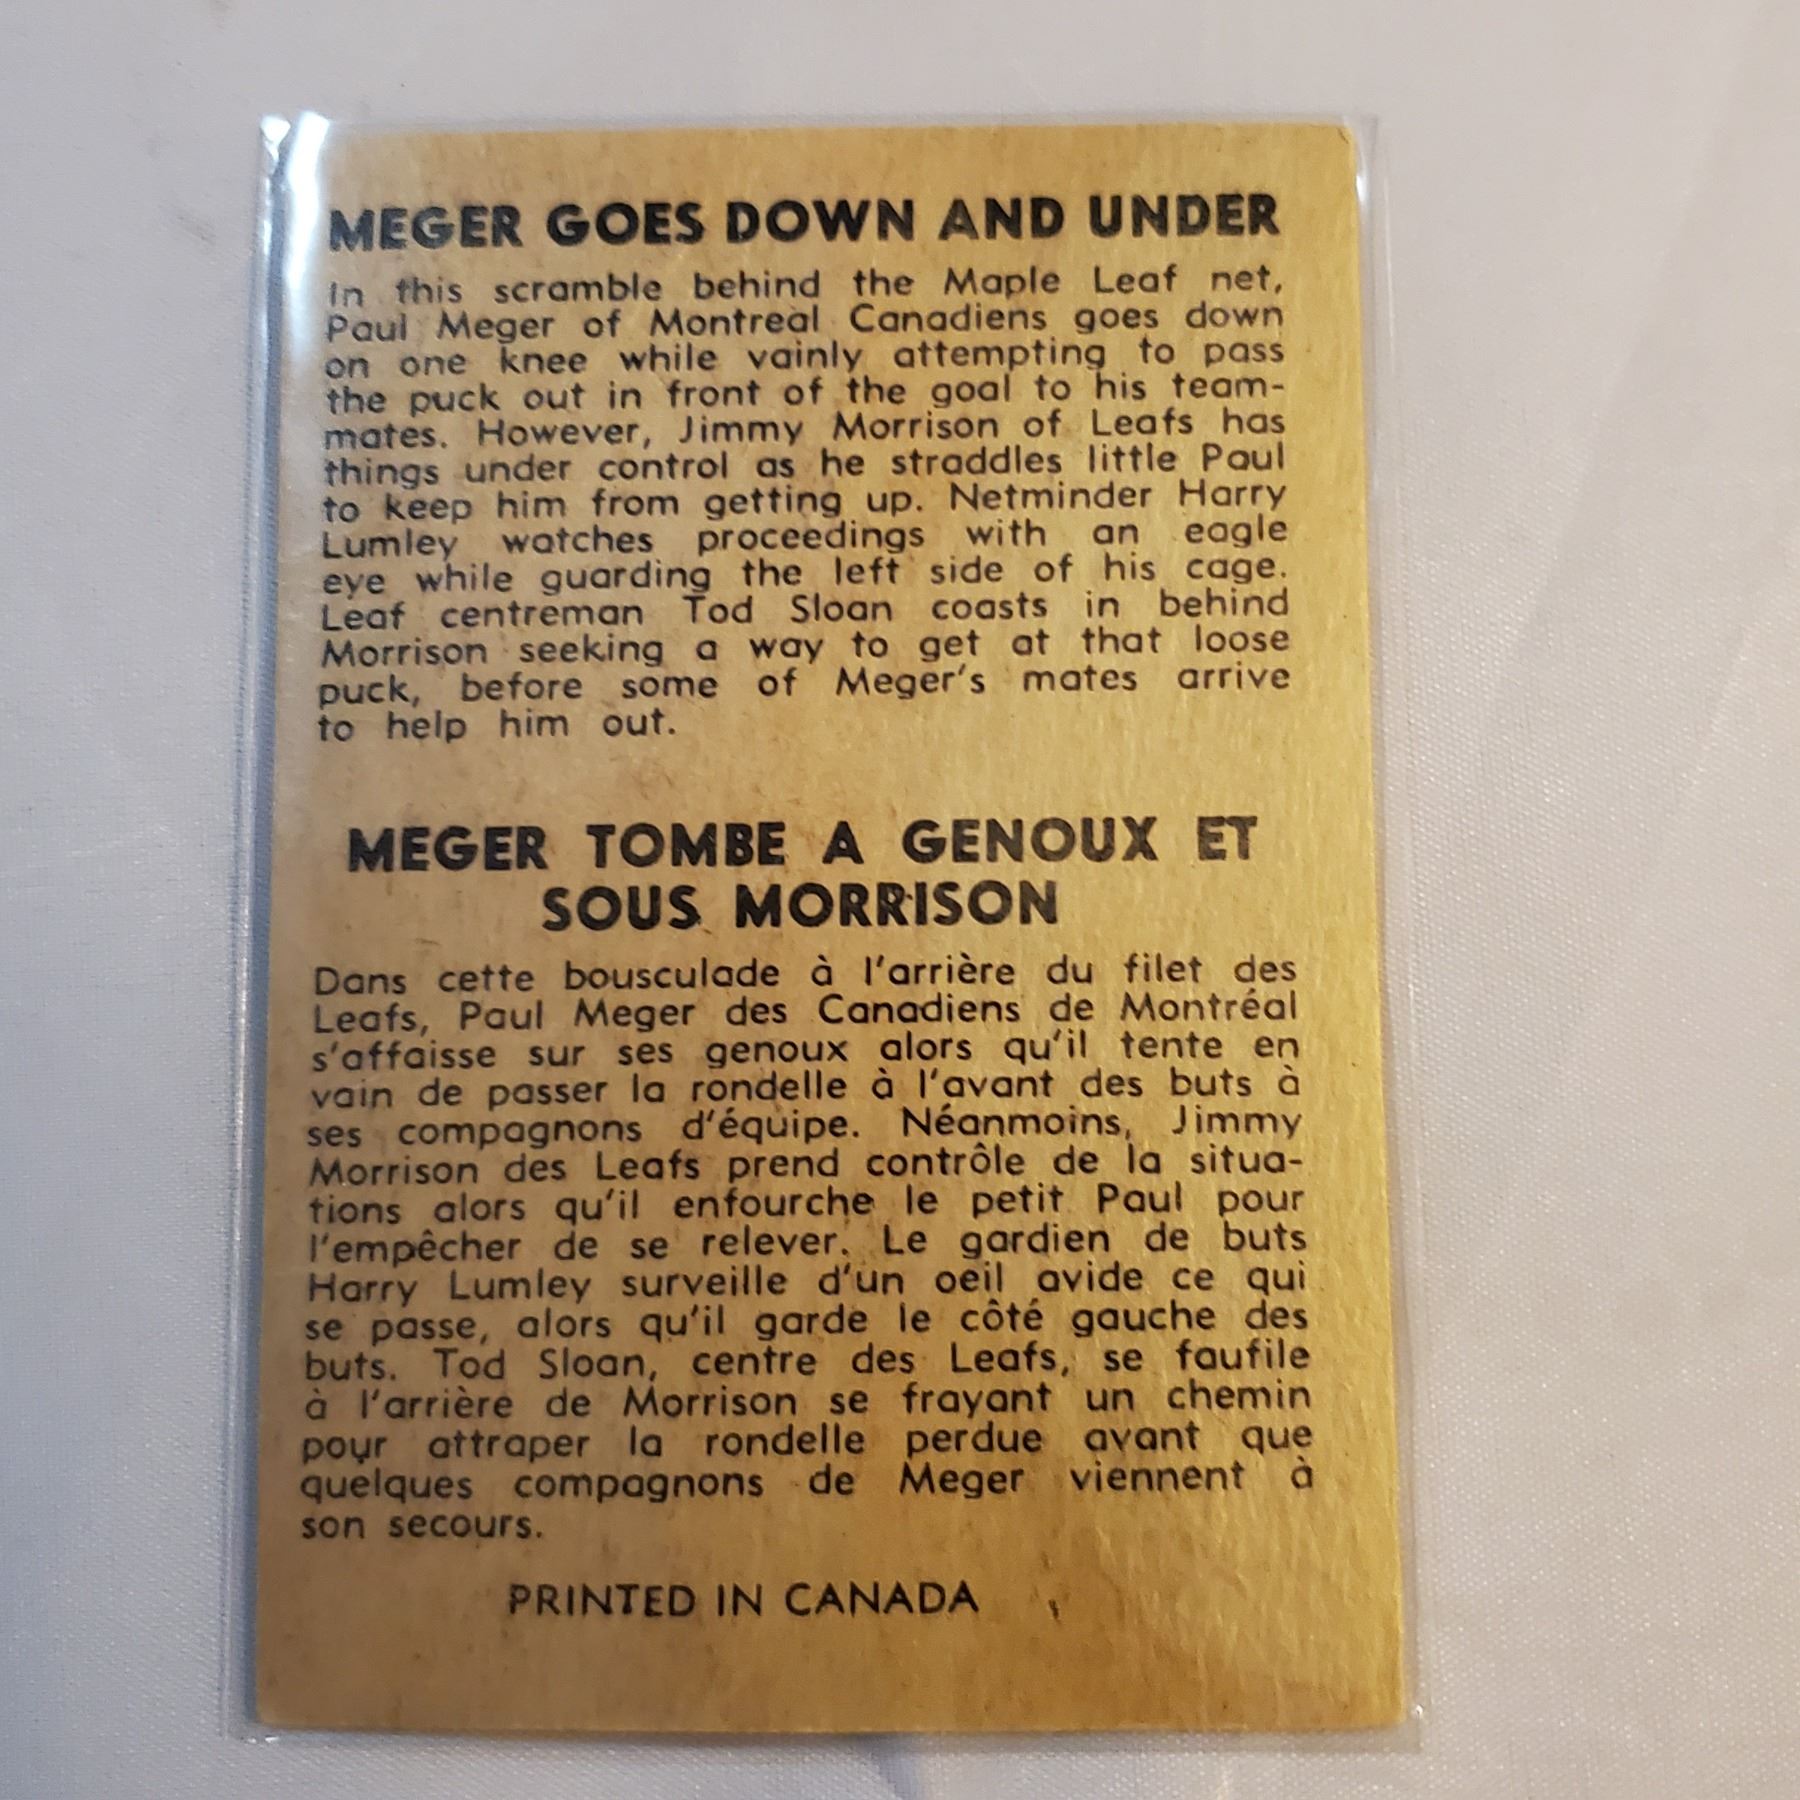 MEGER GOES DOWN AND UNDER
In this scramble behind the Maple Leaf net,
Paul Meger of Montreal Canadiens goes down
on one knee while vainly attempting to pass
the puck out in front of the goal to his team-
mates. However, Jimmy Morrison of Leafs has
things under control as he straddles little Paul
to keep him from getting up. Netminder Harry
Lumley watches proceedings with an eagle
eye while guarding the left side of his cage.
Leaf centreman Tod Sloan coasts in behind
Morrison seeking a way to get at that loose
puck, before some of Meger's mates arrive
to help him out.
MEGER TOMBE A GENOUX ET
SOUS MORRISON
Dans cette bousculade à l'arrière du filet des
Leafs, Paul Meger des Canadiens de Montréal
s'affaisse sur ses genoux alors qu'il tente en
vain de passer la rondelle à l'avant des buts à
ses compagnons d'équipe. Néanmoins, Jimmy
Morrison des Leafs prend contrôle de la situa-
tions alors qu'il enfourche le petit Paul pour
l'empêcher de se relever. Le gardien de buts
Harry Lumley surveille d'un oeil avide ce qui
se passe, alors qu'il garde le côté gauche des
buts. Tod Sloan, centre des Leafs, se faufile
à l'arrière de Morrison se frayant un chemin
pour attraper la rondelle perdue avant que
quelques compagnons de Meger viennent à
son secours.
PRINTED IN CANADA